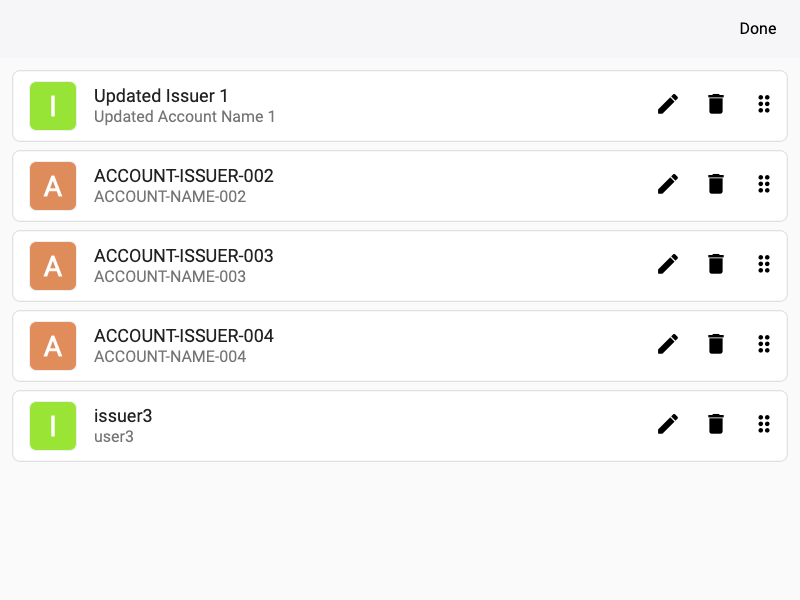 Done
I
Updated Issuer 1
Updated Account Name 1
A
ACCOUNT-ISSUER-002
ACCOUNT-NAME-002
A
ACCOUNT-ISSUER-003
ACCOUNT-NAME-003
A
ACCOUNT-ISSUER-004
ACCOUNT-NAME-004
I
issuer3
user3